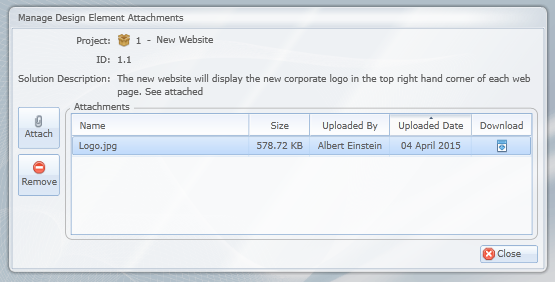 Manage Design Element Attachments
Project: 1 - New Website
ID: 1.1
Solution Description: The new website will display the new corporate logo in the top right hand corner of each web
page. See attached
Attach
Remove
Attachments
Name Size Uploaded By Uploaded Date Download
Logo.jpg 578.72 KB Albert Einstein 04 April 2015
Close